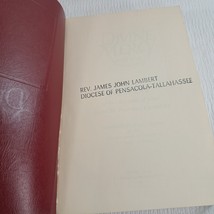 REV. JAMES JOHN LAMBERT
DIOCESE OF PENSACOLA-TALLAHASSEE